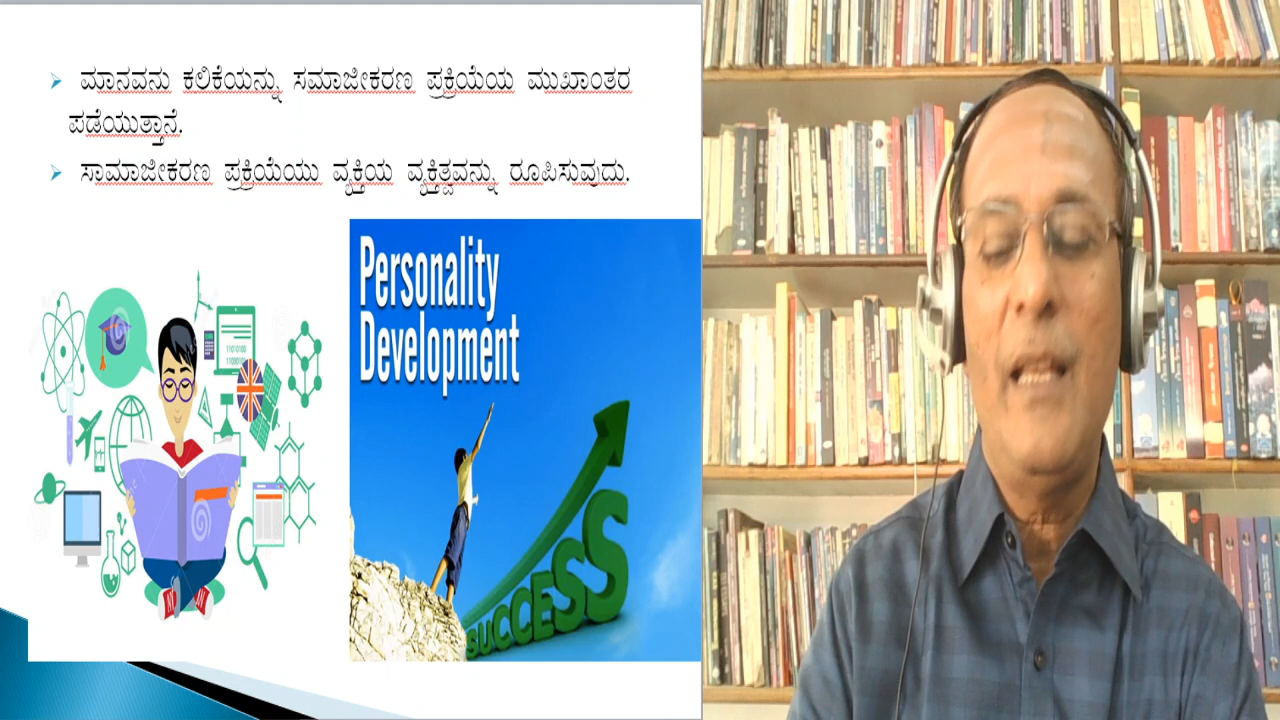 ಮಾನವನು ಕಲಿಕೆಯನ್ನು ಸಮಾಜೀಕರಣ ಪ್ರಕ್ರಿಯೆಯ ಮುಖಾಂತರ
ಪಡೆಯುತ್ತಾನೆ.
ಸಾಮಾಜೀಕರಣ ಪ್ರಕ್ರಿಯೆಯು ವ್ಯಕ್ತಿಯ ವ್ಯಕ್ತಿತ್ವವನ್ನು ರೂಪಿಸುವುದು.
Personality
Development
SUCCESS